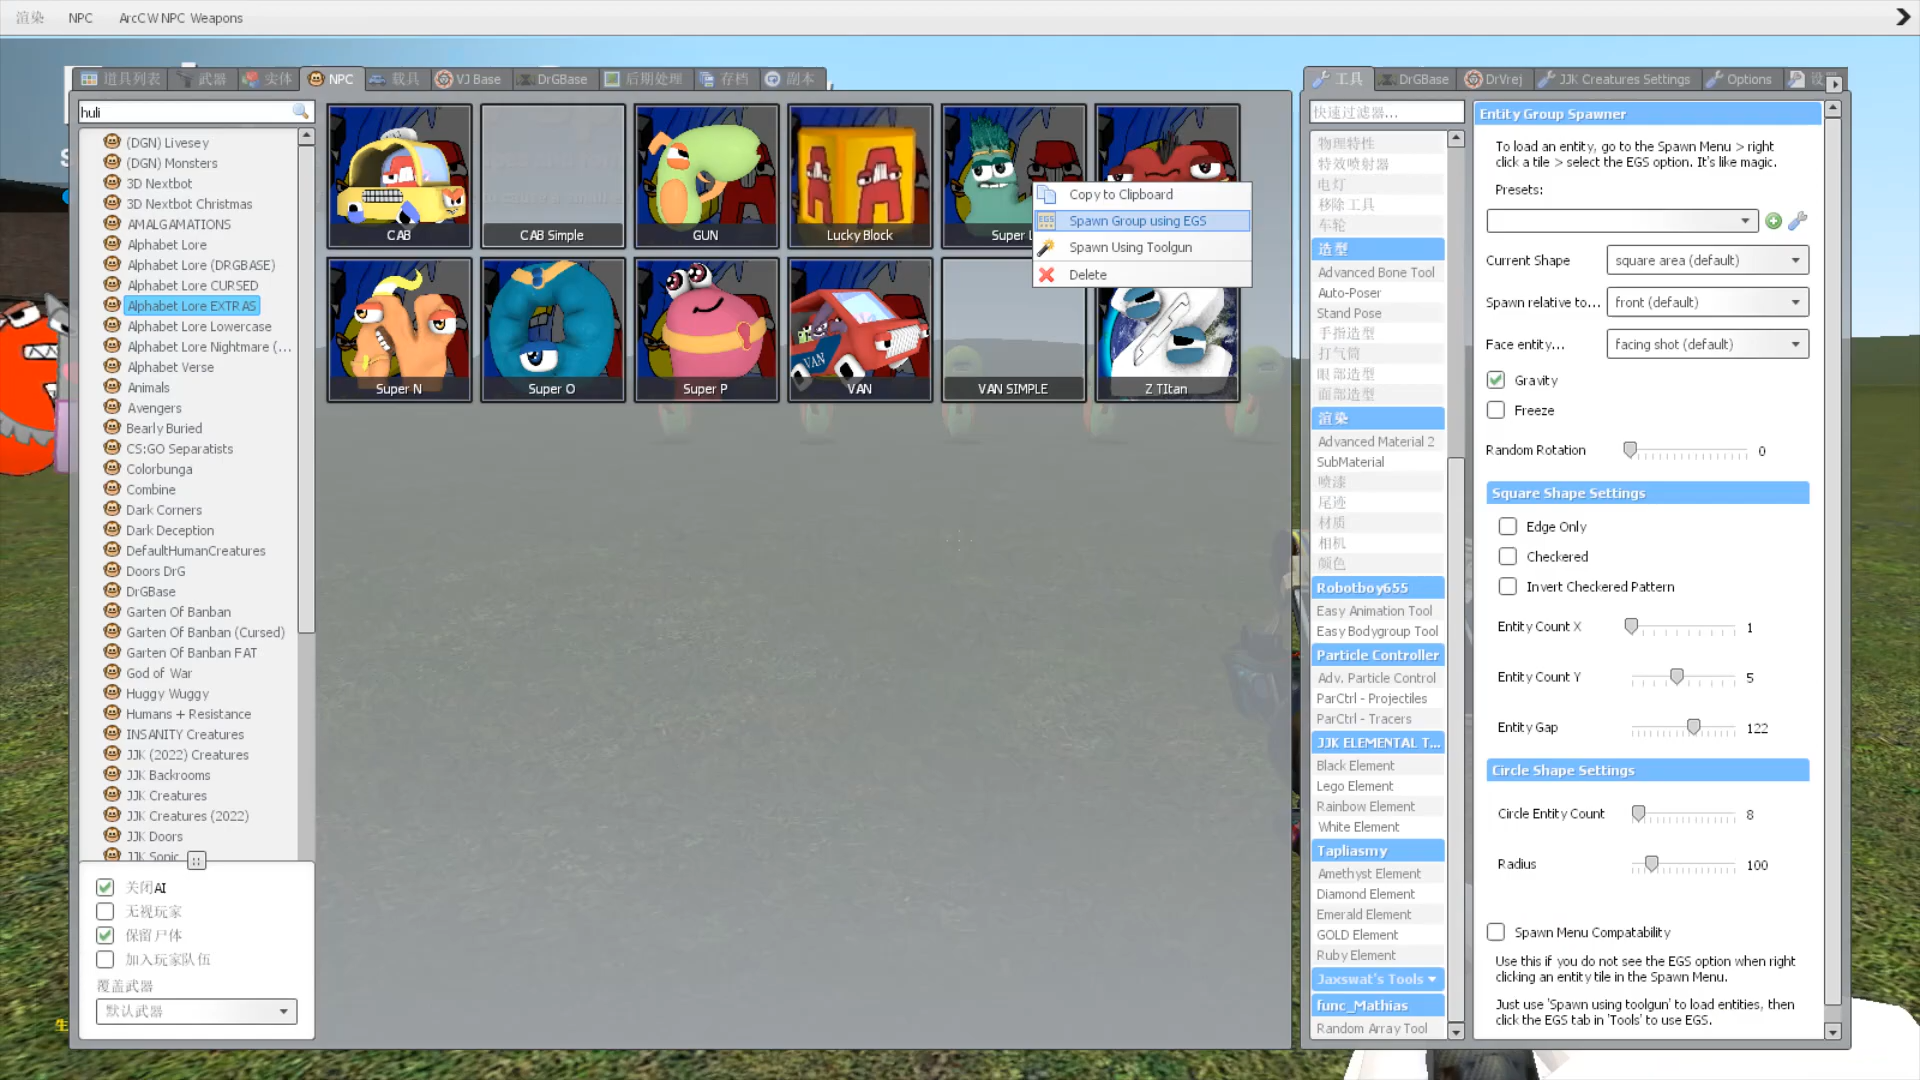 渲染 NPC ArcCW NPC Weapons
道具列表 武器 实体 NPC 载具 VJ Base DrGBase 后期处理 存档 副本
huli
(DGN) Livesey
(DGN) Monsters
3D Nextbot
3D Nextbot Christmas
AMALGAMATIONS
Alphabet Lore
Alphabet Lore (DRGBASE)
Alphabet Lore CURSED
Alphabet Lore EXTRAS
Alphabet Lore Lowercase
Alphabet Lore Nightmare (...
Alphabet Verse
Animals
Avengers
Bearly Buried
CS:GO Separatists
Colorbunga
Combine
Dark Corners
Dark Deception
DefaultHumanCreatures
Doors DrG
DrGBase
Garten Of Banban
Garten Of Banban (Cursed)
Garten Of Banban FAT
God of War
Huggy Wuggy
Humans + Resistance
INSANITY Creatures
JJK (2022) Creatures
JJK Backrooms
JJK Creatures
JJK Creatures (2022)
JJK Doors
JJK Sonic
关闭AI
无视玩家
保留尸体
加入玩家队伍
覆盖武器
默认武器
CAB
CAB Simple
GUN
Lucky Block
Super
Copy to Clipboard
EGS Spawn Group using EGS
Spawn Using Toolgun
Delete
Super N
Super O
Super P
VAN
VAN
VAN SIMPLE
Z TItan
工具 DrGBase DrVrej JJK Creatures Settings Options
快速过滤器...
物理特性
特效喷射器
电灯
移除 工具
车轮
造型
Advanced Bone Tool
Auto-Poser
Stand Pose
手指造型
打气筒
眼部造型
面部造型
渲染
Advanced Material 2
SubMaterial
喷漆
尾迹
材质
相机
颜色
Robotboy655
Easy Animation Tool
Easy Bodygroup Tool
Particle Controller
Adv. Particle Control
ParCtrl - Projectiles
ParCtrl - Tracers
JJK ELEMENTAL T...
Black Element
Lego Element
Rainbow Element
White Element
Tapliasmy
Amethyst Element
Diamond Element
Emerald Element
GOLD Element
Ruby Element
Jaxswat's Tools
func_Mathias
Random Array Tool
Entity Group Spawner
To load an entity, go to the Spawn Menu > right
click a tile > select the EGS option. It's like magic.
Presets:
Current Shape square area (default)
Spawn relative to... front (default)
Face entity... facing shot (default)
Gravity
Freeze
Random Rotation 0
Square Shape Settings
Edge Only
Checkered
Invert Checkered Pattern
Entity Count X 1
Entity Count Y 5
Entity Gap 122
Circle Shape Settings
Circle Entity Count 8
Radius 100
Spawn Menu Compatability
Use this if you do not see the EGS option when right
clicking an entity tile in the Spawn Menu.
Just use 'Spawn using toolgun' to load entities, then
click the EGS tab in 'Tools' to use EGS.